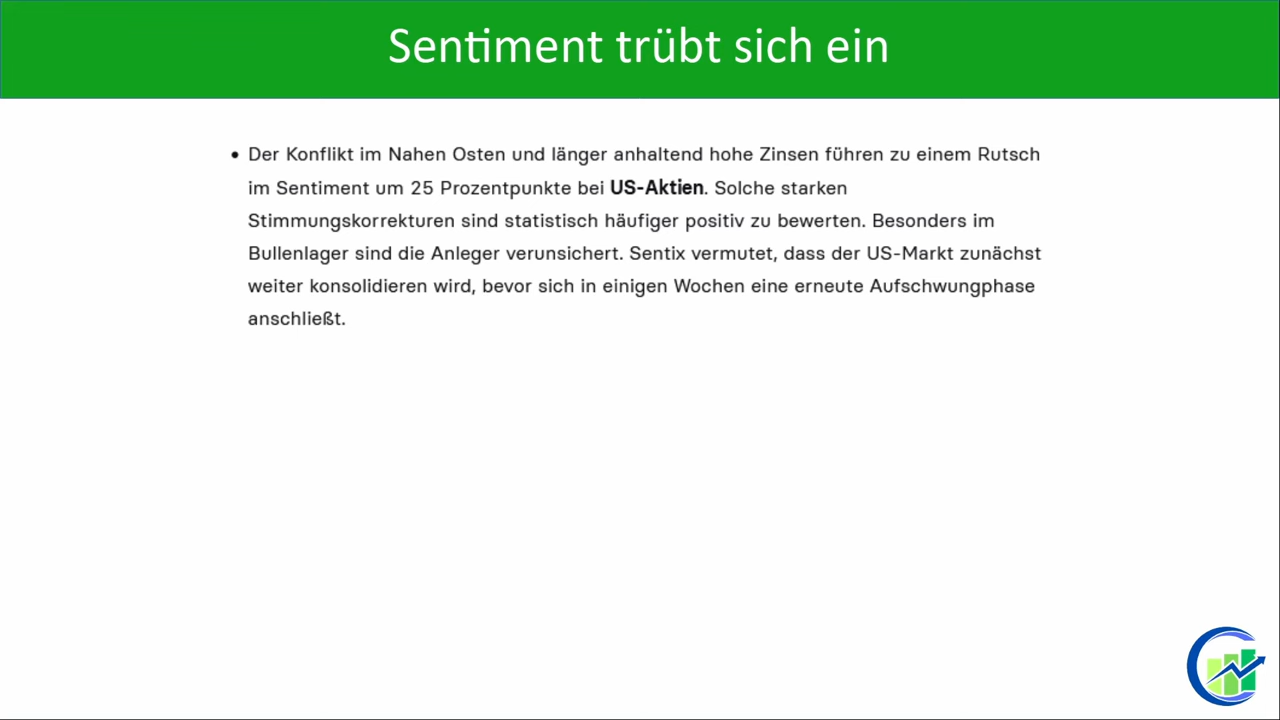 Sentiment trübt sich ein
• Der Konflikt im Nahen Osten und länger anhaltend hohe Zinsen führen zu einem Rutsch
im Sentiment um 25 Prozentpunkte bei US-Aktien. Solche starken
Stimmungskorrekturen sind statistisch häufiger positiv zu bewerten. Besonders im
Bullenlager sind die Anleger verunsichert. Sentix vermutet, dass der US-Markt zunächst
weiter konsolidieren wird, bevor sich in einigen Wochen eine erneute Aufschwungphase
anschließt.